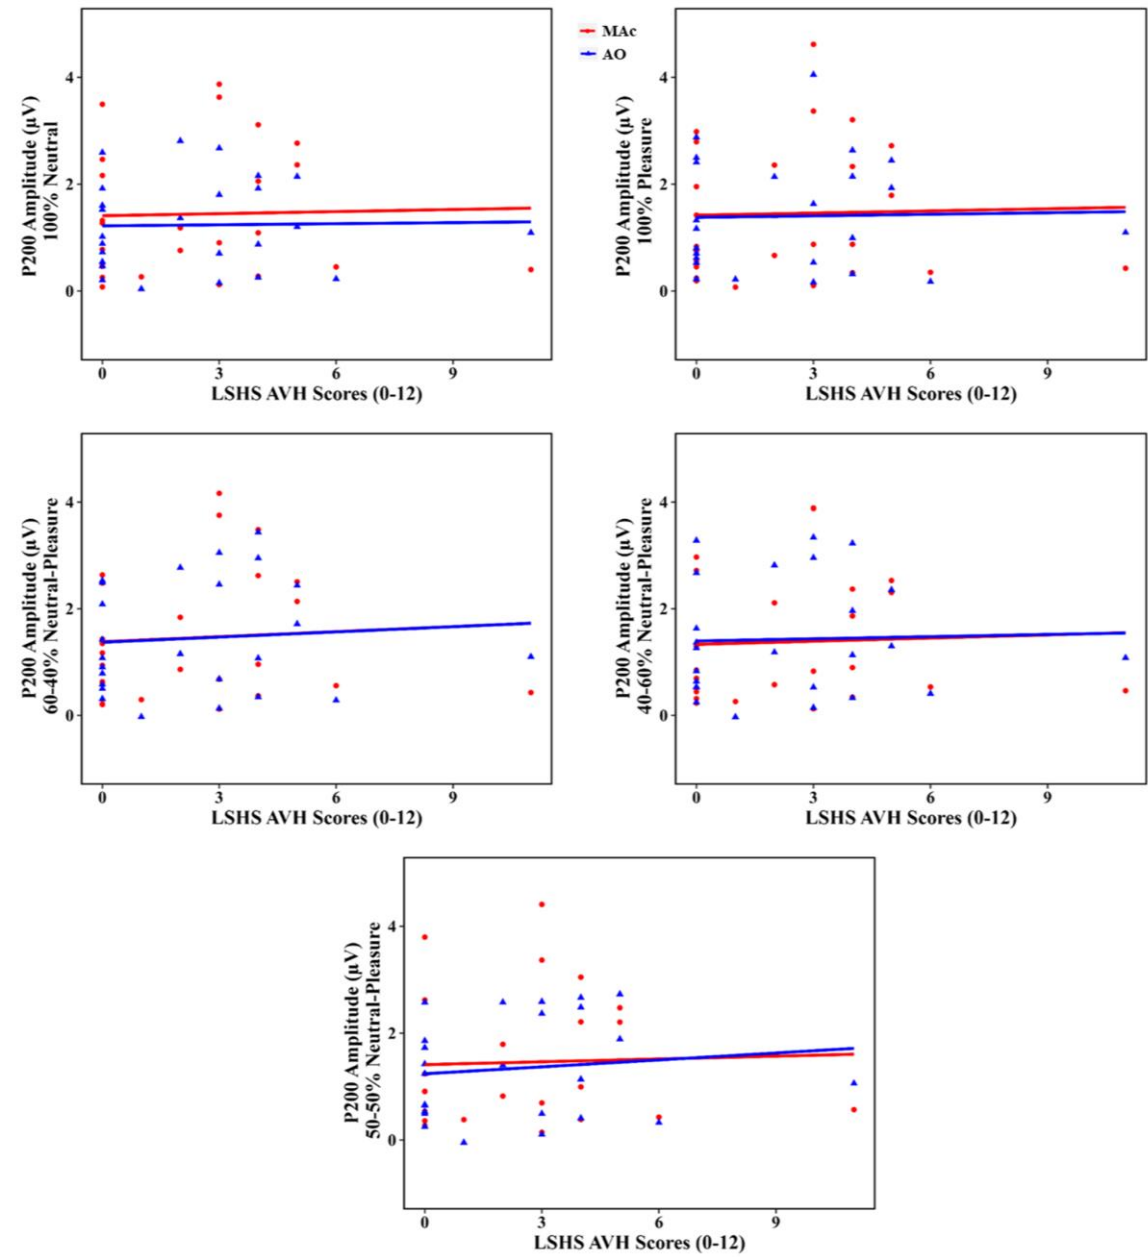 P200 Amplitude (µV)
100% Neutral
4
2
0
0 3 6 9
LSHS AVH Scores (0-12)
MAc
AO
P200 Amplitude (µV)
100% Pleasure
4
2
0
0 3 6 9
LSHS AVH Scores (0-12)
P200 Amplitude (µV)
60-40% Neutral-Pleasure
4
2
0
0 3 6 9
LSHS AVH Scores (0-12)
P200 Amplitude (µV)
40-60% Neutral-Pleasure
4
2
0
0 3 6 9
LSHS AVH Scores (0-12)
P200 Amplitude (µV)
50-50% Neutral-Pleasure
4
2
0
0 3 6 9
LSHS AVH Scores (0-12)